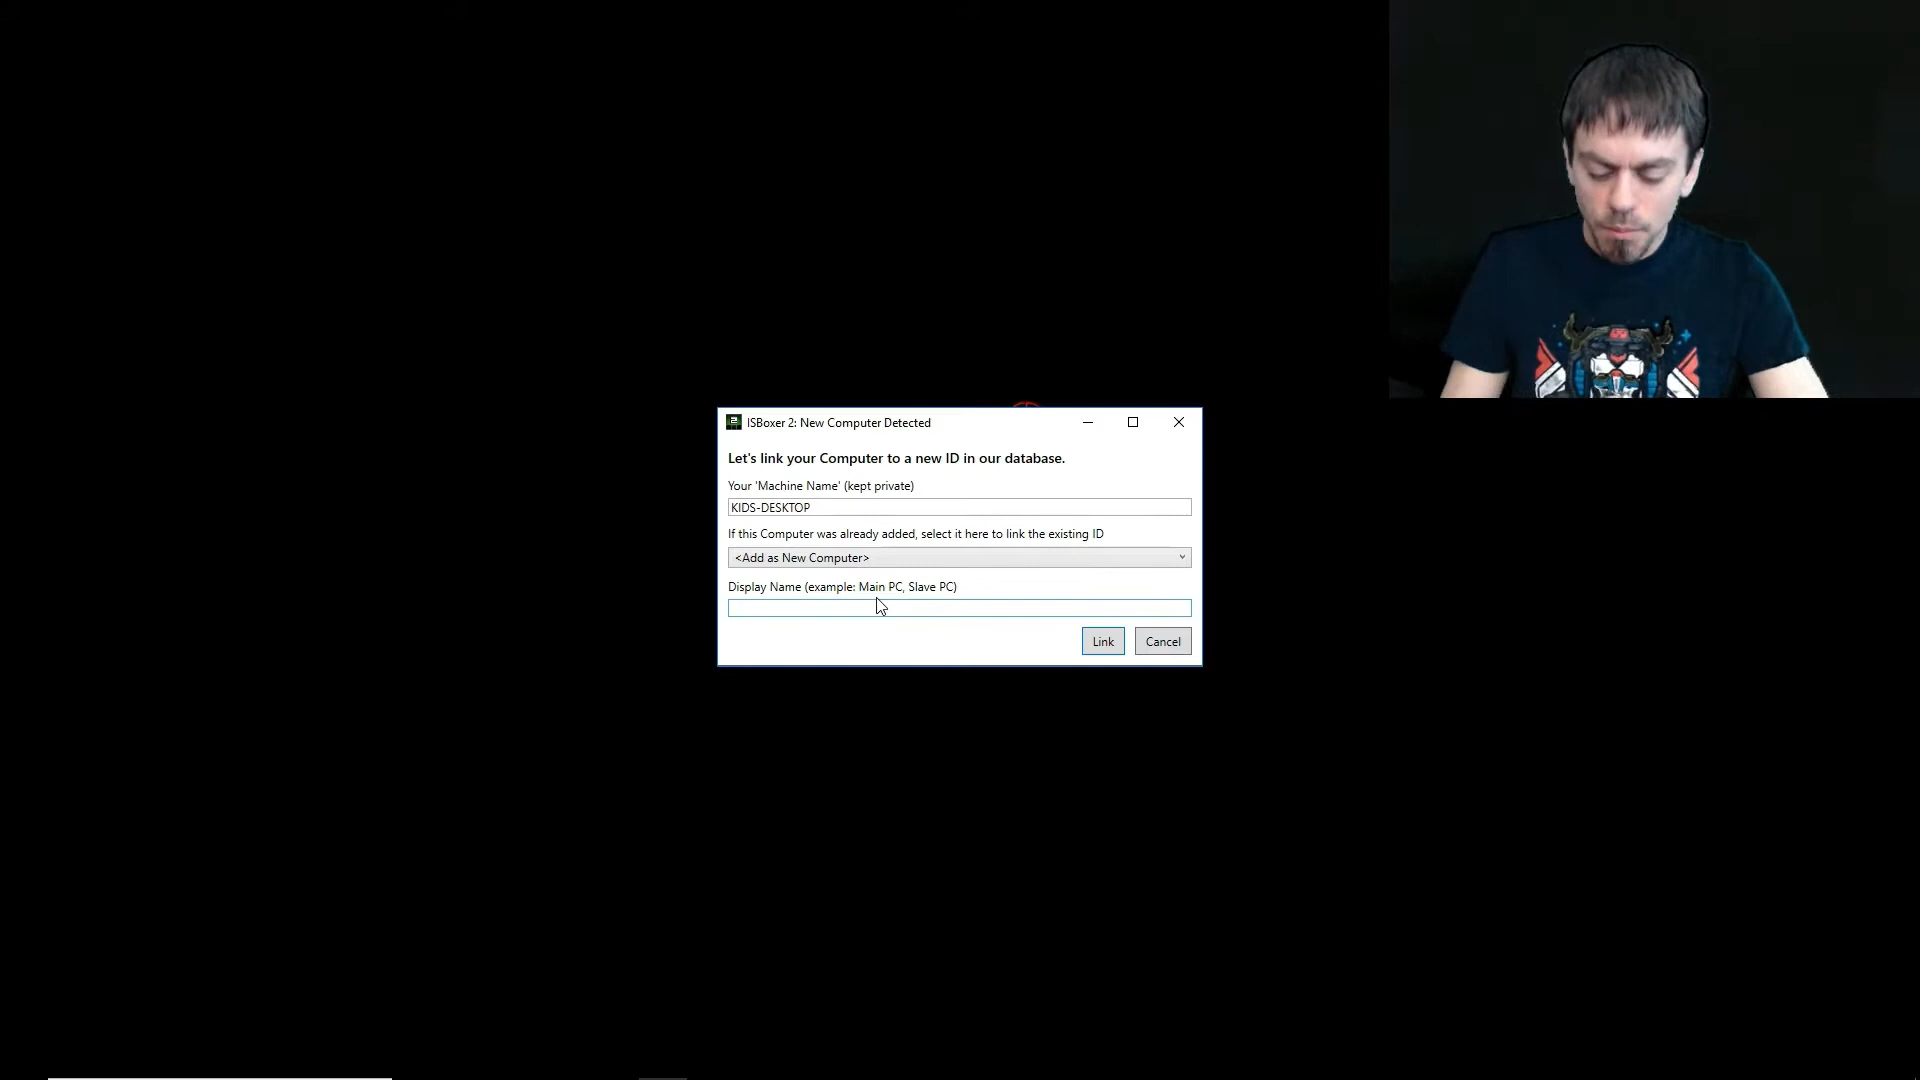 ISBoxer 2: New Computer Detected
Let's link your Computer to a new ID in our database.
Your 'Machine Name' (kept private)
KIDS-DESKTOP
If this Computer was already added, select it here to link the existing ID
<Add as New Computer>
Display Name (example: Main PC, Slave PC)
Link Cancel